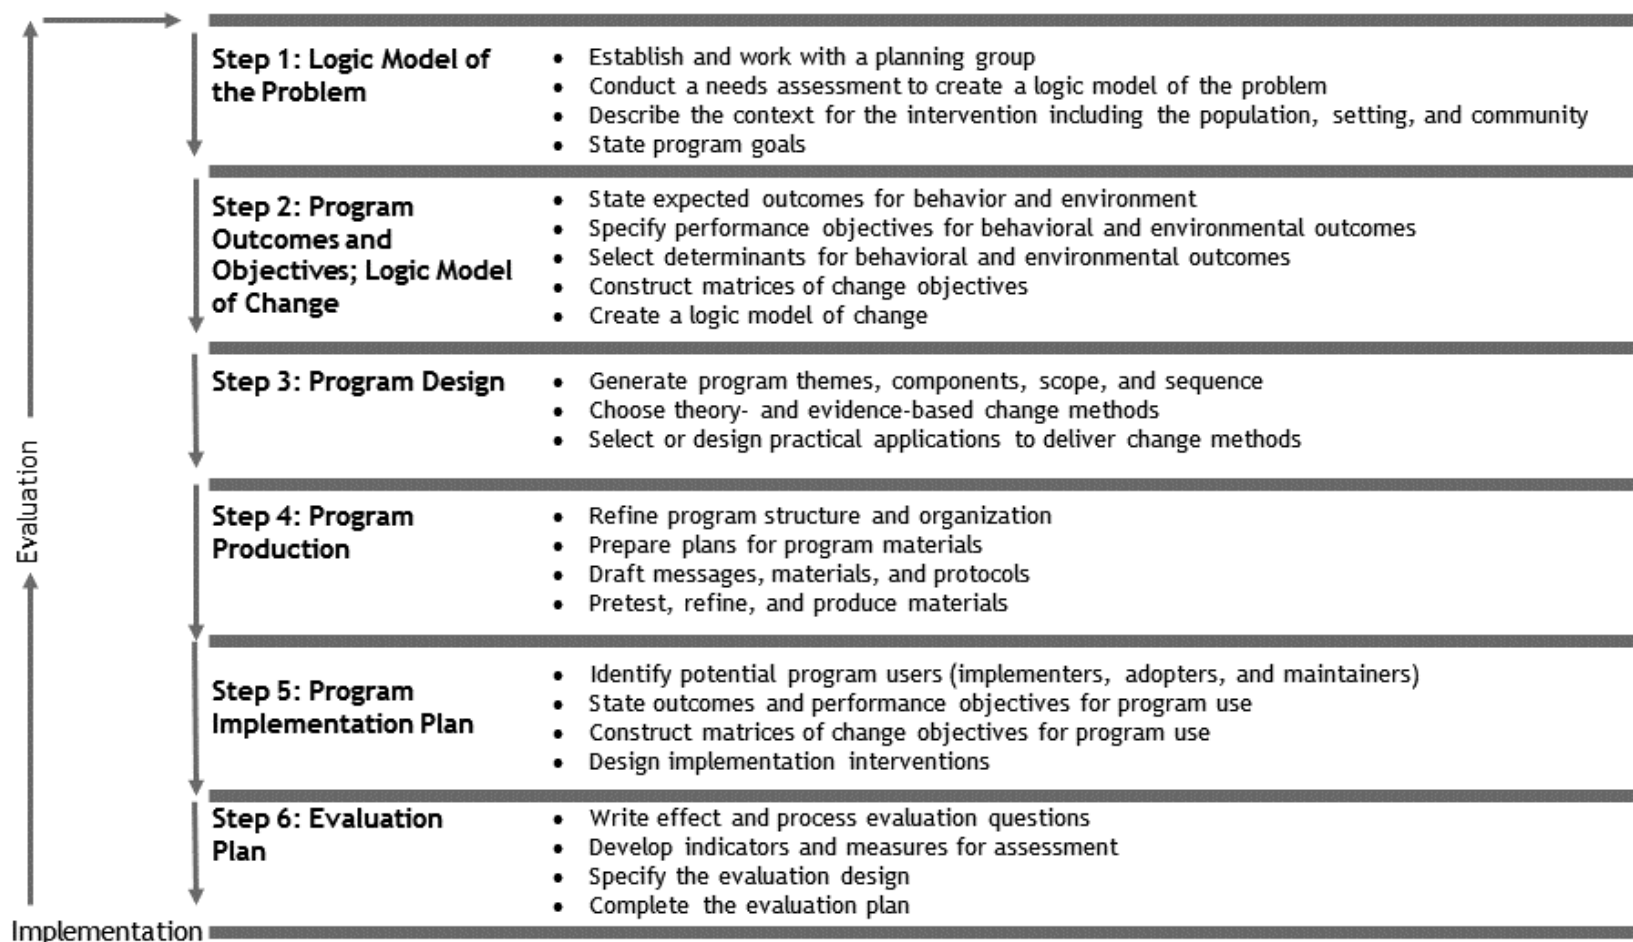 Step 1: Logic Model of
the Problem
• Establish and work with a planning group
• Conduct a needs assessment to create a logic model of the problem
• Describe the context for the intervention including the population, setting, and community
• State program goals
Step 2: Program
Outcomes and
Objectives; Logic Model
of Change
• State expected outcomes for behavior and environment
• Specify performance objectives for behavioral and environmental outcomes
• Select determinants for behavioral and environmental outcomes
• Construct matrices of change objectives
• Create a logic model of change
Step 3: Program Design
• Generate program themes, components, scope, and sequence
• Choose theory- and evidence-based change methods
• Select or design practical applications to deliver change methods
Step 4: Program
Production
• Refine program structure and organization
• Prepare plans for program materials
• Draft messages, materials, and protocols
• Pretest, refine, and produce materials
Step 5: Program
Implementation Plan
• Identify potential program users (implementers, adopters, and maintainers)
• State outcomes and performance objectives for program use
• Construct matrices of change objectives for program use
• Design implementation interventions
Step 6: Evaluation
Plan
• Write effect and process evaluation questions
• Develop indicators and measures for assessment
• Specify the evaluation design
• Complete the evaluation plan
Evaluation
Implementation